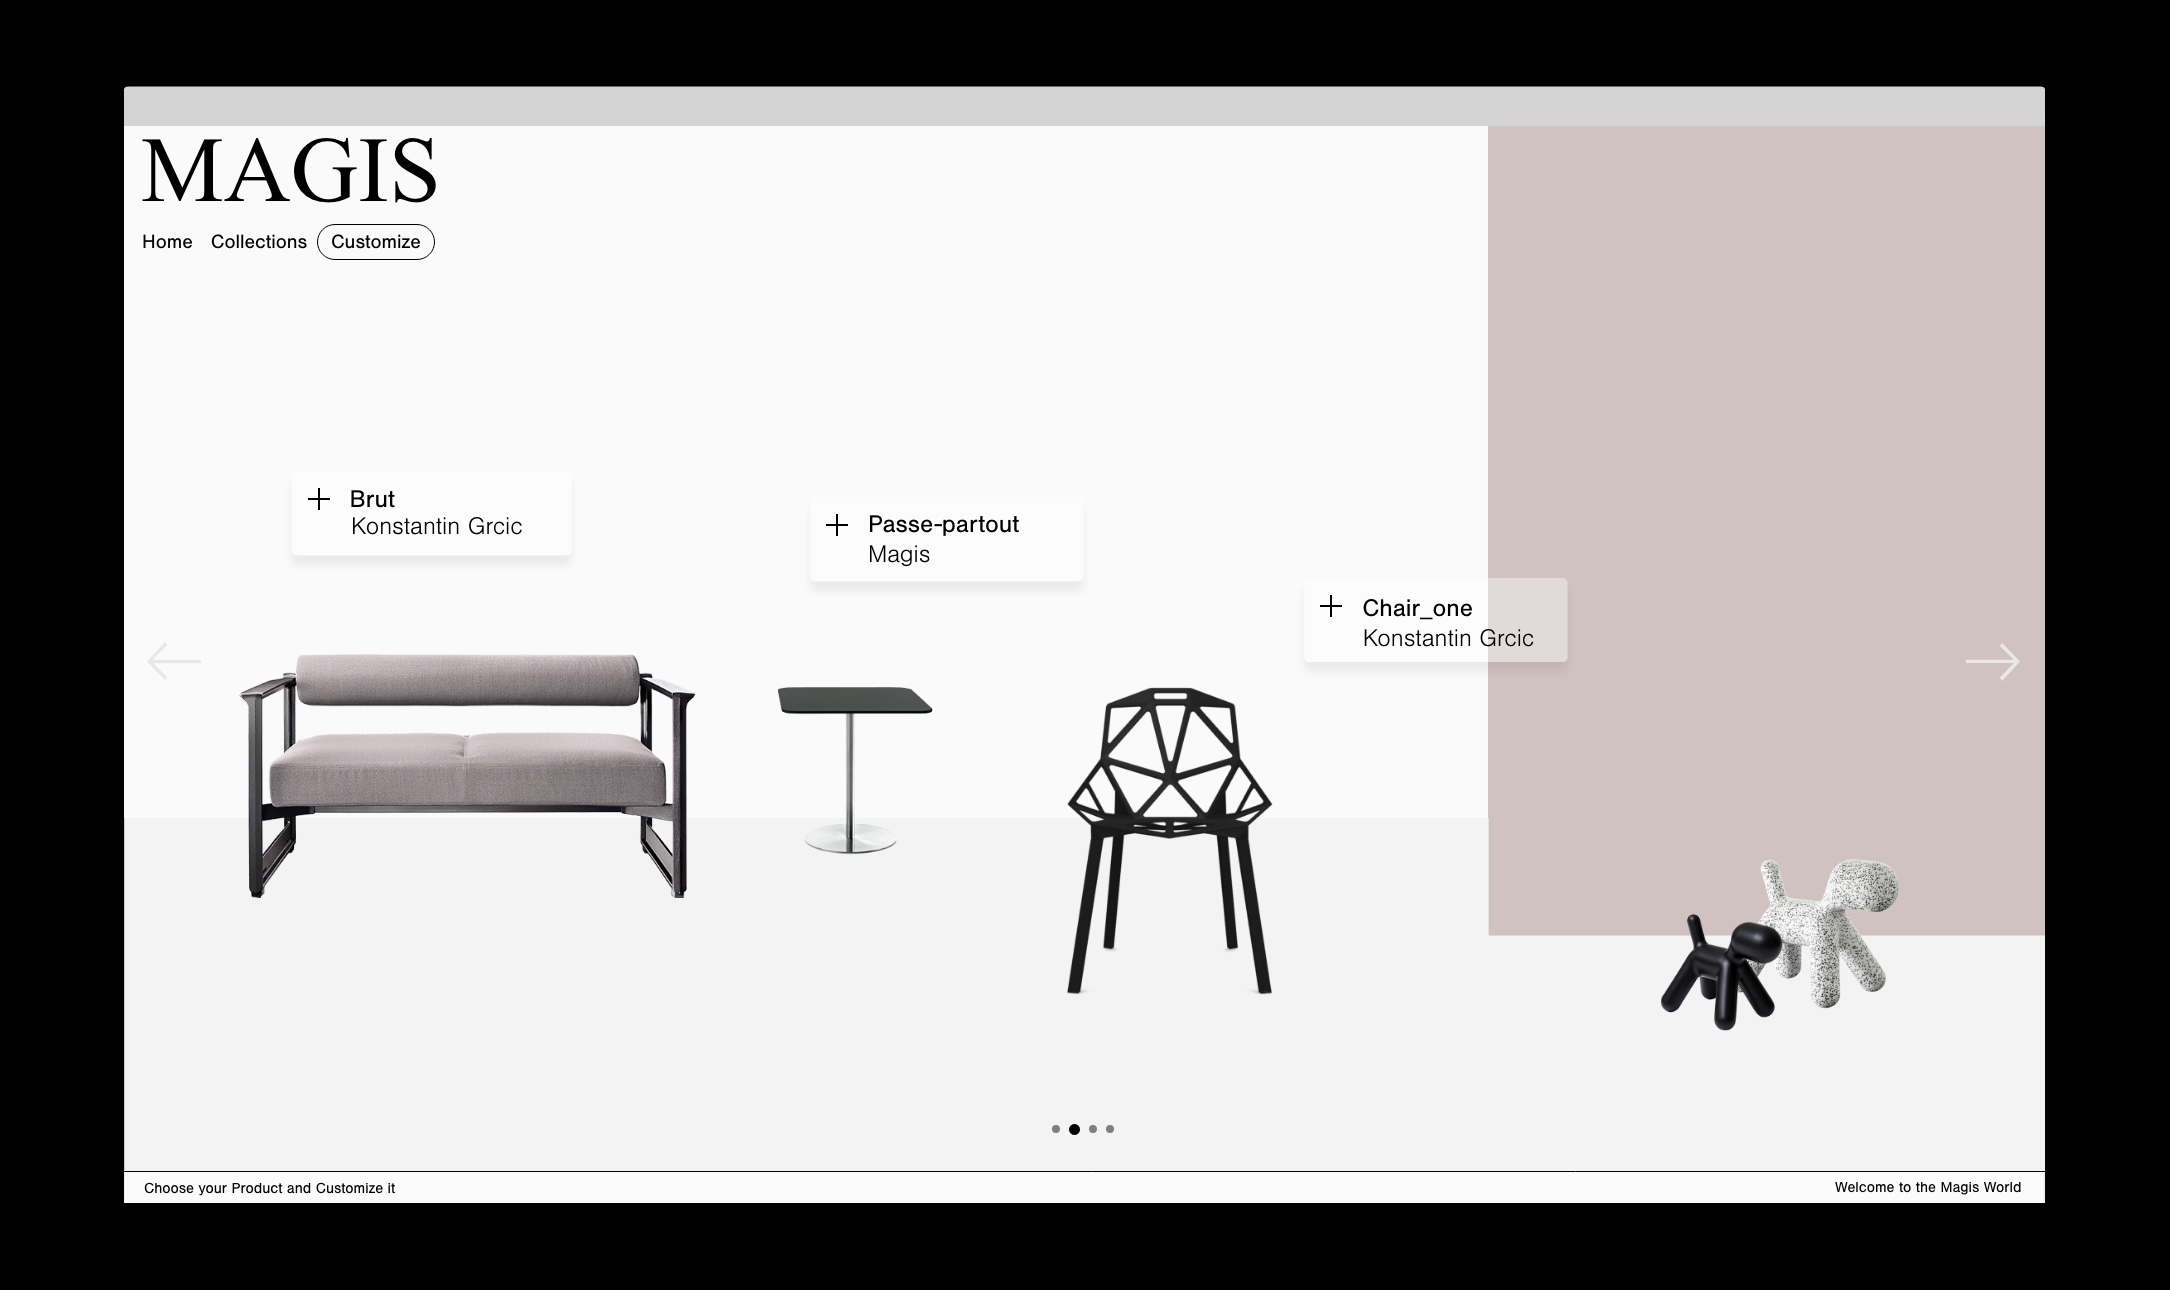 MAGIS
Home Collections Customize
Brut
Konstantin Grcic
Passe-partout
Magis
Chair_one
Konstantin Grcic
Choose your Product and Customize it
Welcome to the Magis World